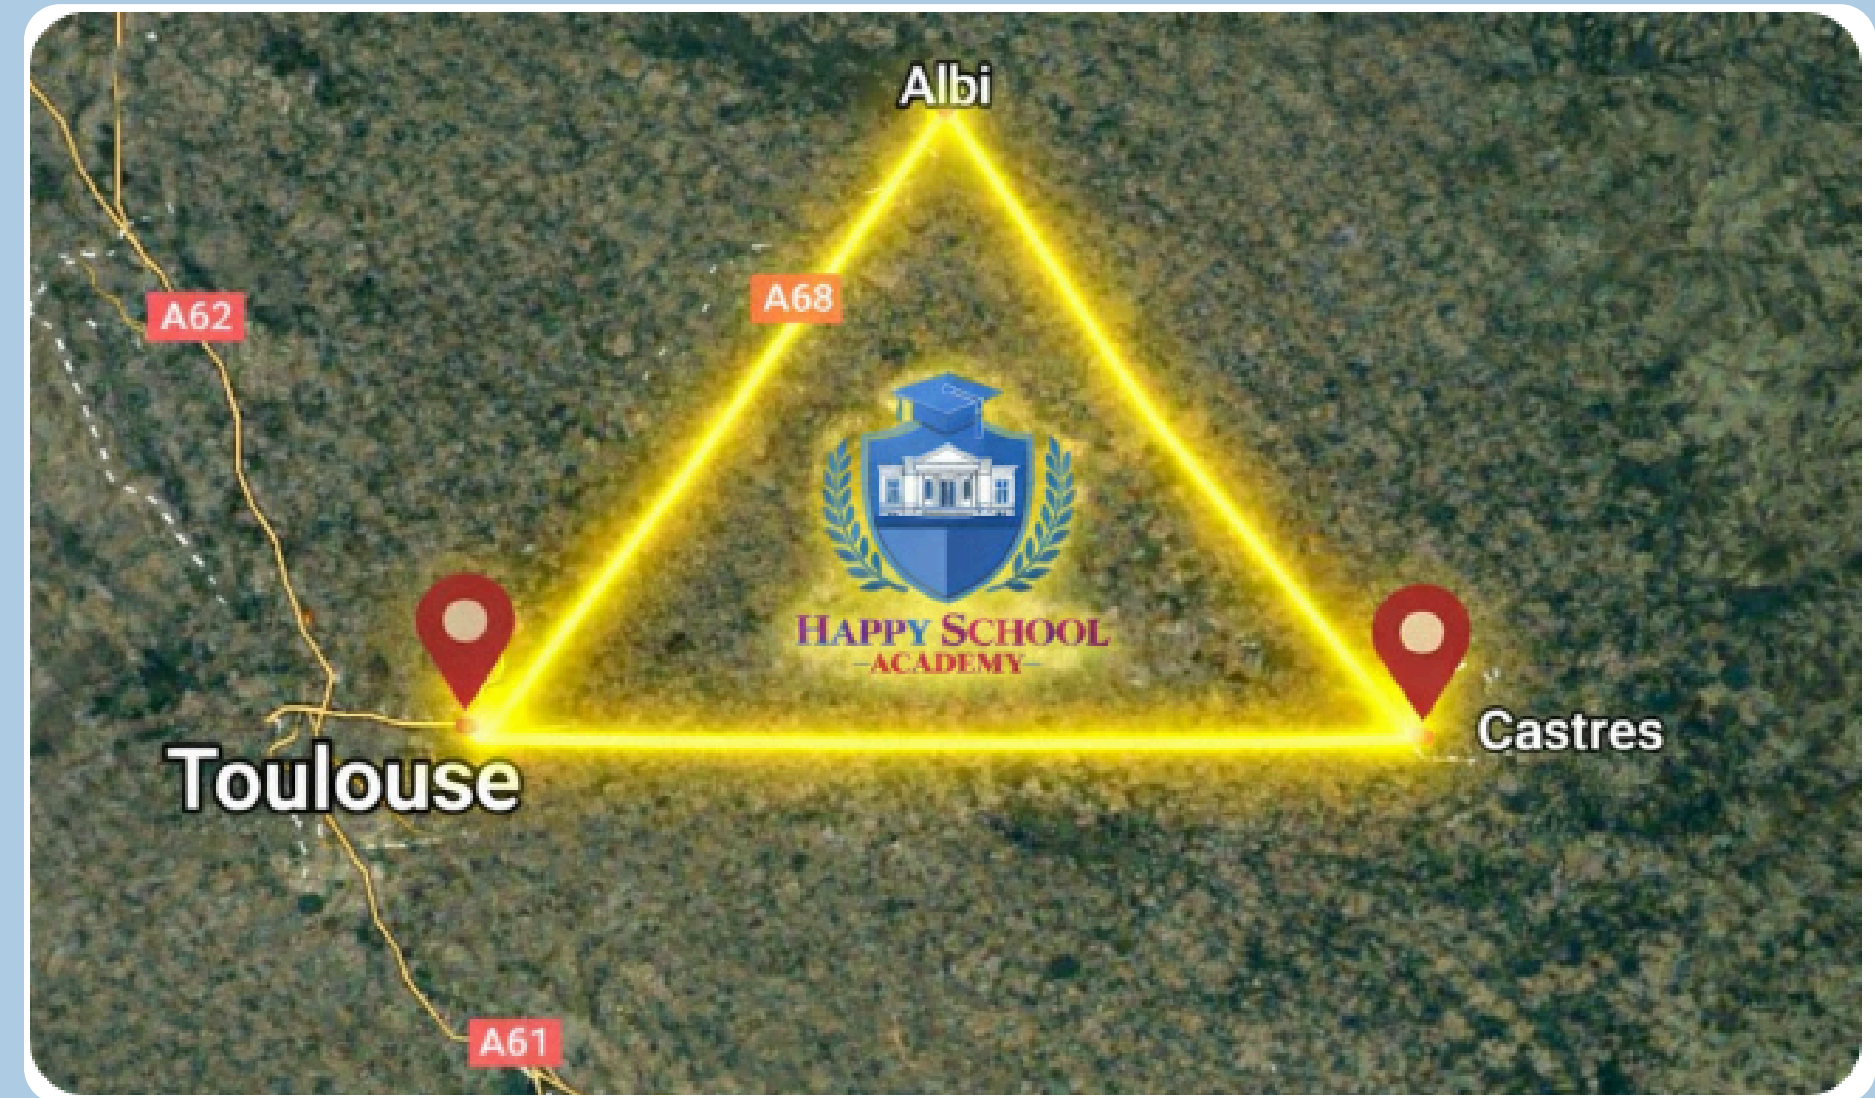 Albi
A68
A62
HAPPY SCHOOL
–ACADEMY–
Castres
Toulouse
A61